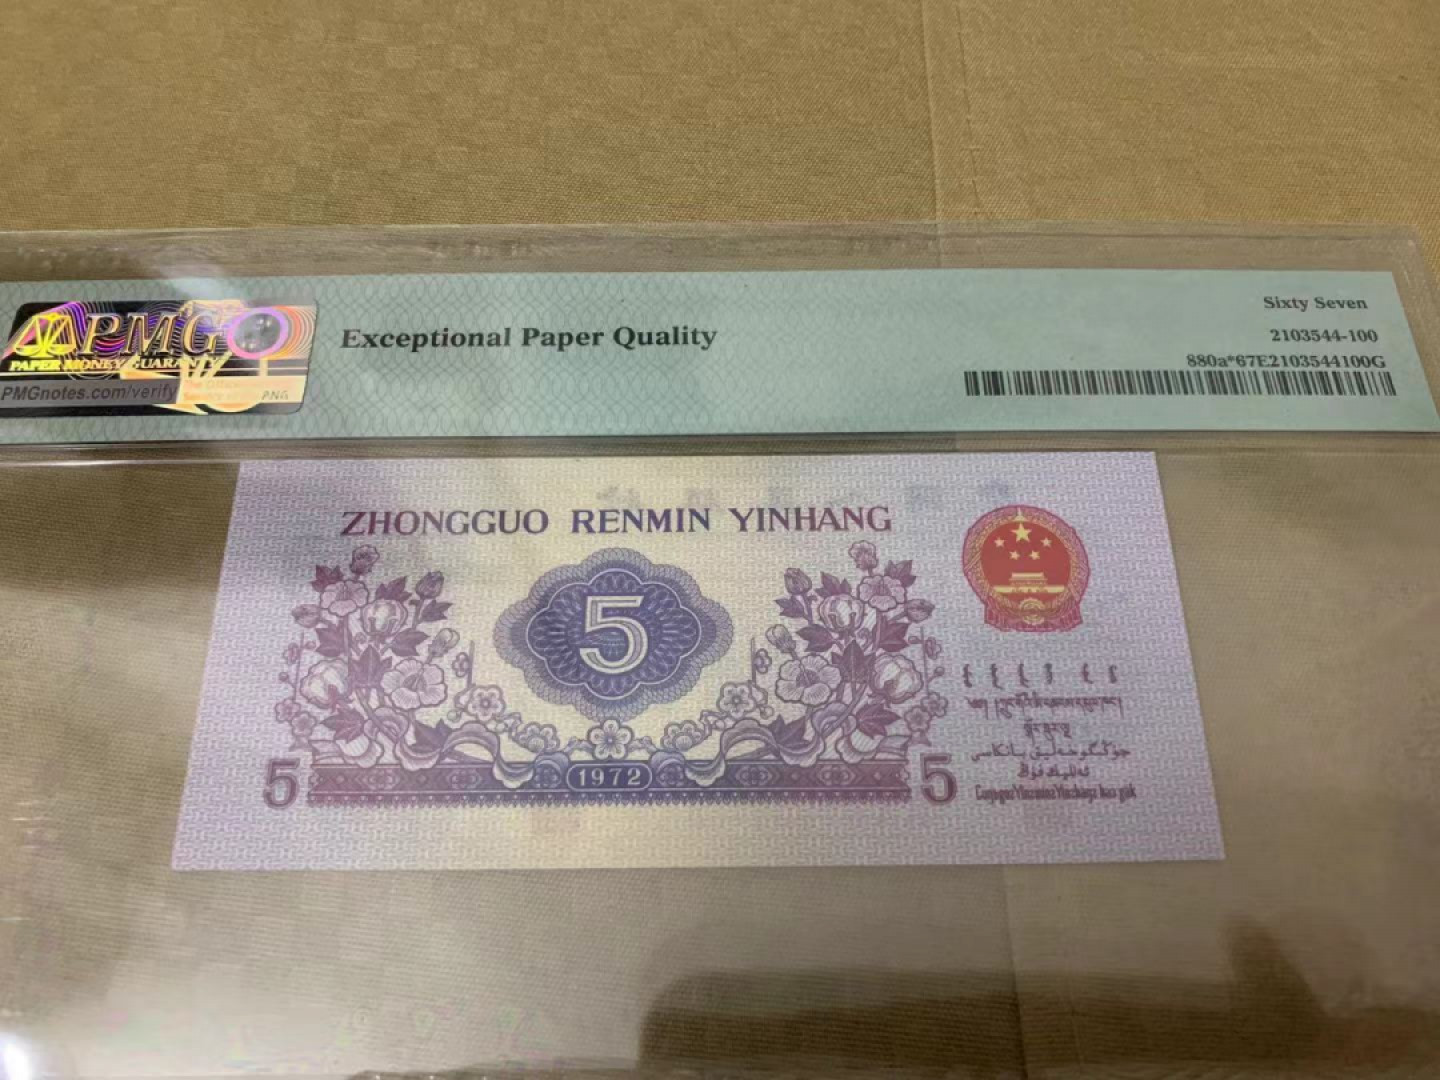 PMG
PAPER MONEY GUARANTY
PMGnotes.com/verify
Exceptional Paper Quality
Sixty Seven
2103544-100
880a*67E2103544100G
ZHONGGUO RENMIN YINHANG
5
5
1972
5